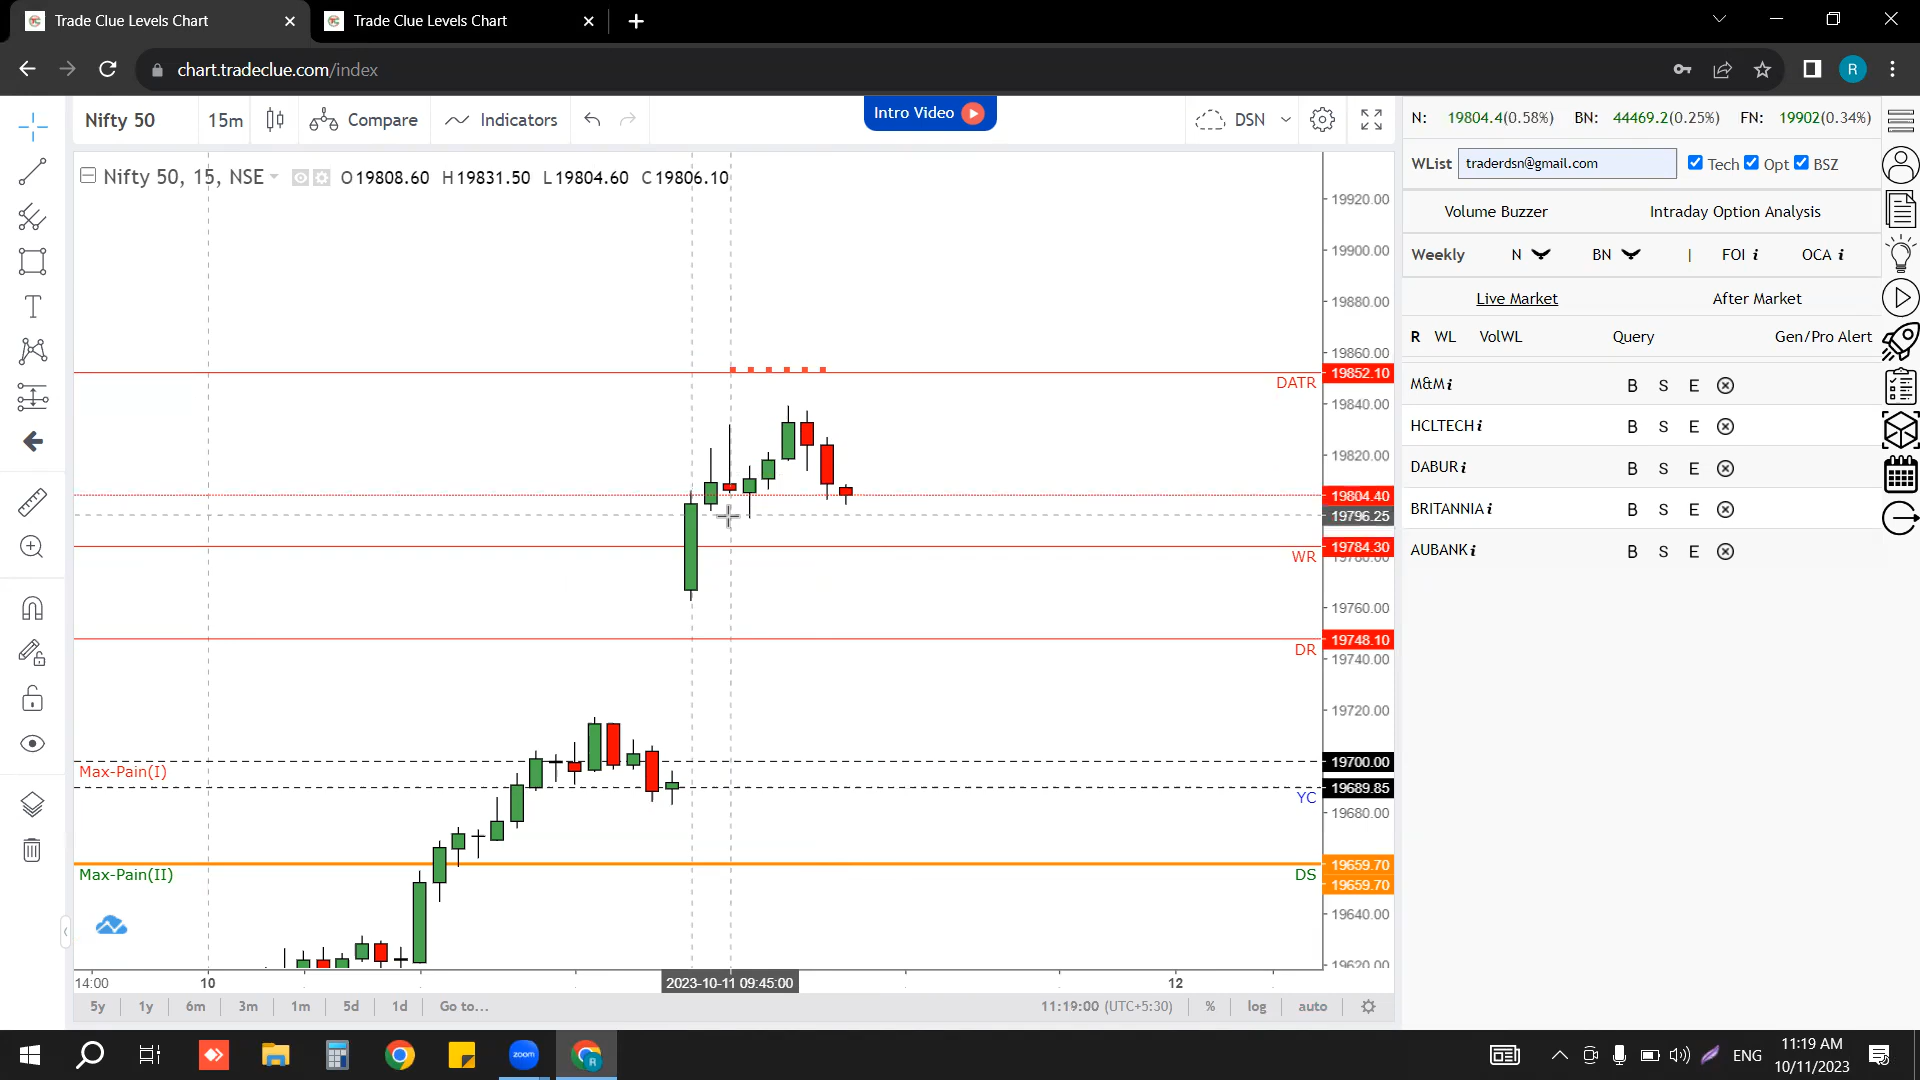 Trade Clue Levels Chart
Trade Clue Levels Chart
chart.tradeclue.com/index
R
Nifty 50
15m
Compare
Indicators
Intro Video
DSN
N: 19804.4(0.58%) BN: 44469.2(0.25%) FN: 19902(0.34%)
WList traderdsn@gmail.com Tech Opt BSZ
Volume Buzzer Intraday Option Analysis
Weekly N BN | FOI i OCA i
Live Market After Market
R WL VolWL Query Gen/Pro Alert
M&M i B S E
HCLTECH i B S E
DABUR i B S E
BRITANNIA i B S E
AUBANK i B S E
Nifty 50, 15, NSE O19808.60 H19831.50 L19804.60 C19806.10
19920.00
19900.00
19880.00
19860.00
19852.10
DATR
19840.00
19820.00
19804.40
19796.25
19784.30
WR
19780.00
19760.00
19748.10
DR
19740.00
19720.00
19700.00
Max-Pain(I)
19689.85
YC
19680.00
19659.70
Max-Pain(II) DS
19659.70
19640.00
19620.00
14:00 10 2023-10-11 09:45:00 12
5y 1y 6m 3m 1m 5d 1d Go to... 11:19:00 (UTC+5:30) % log auto
zoom
R
ENG
11:19 AM
10/11/2023